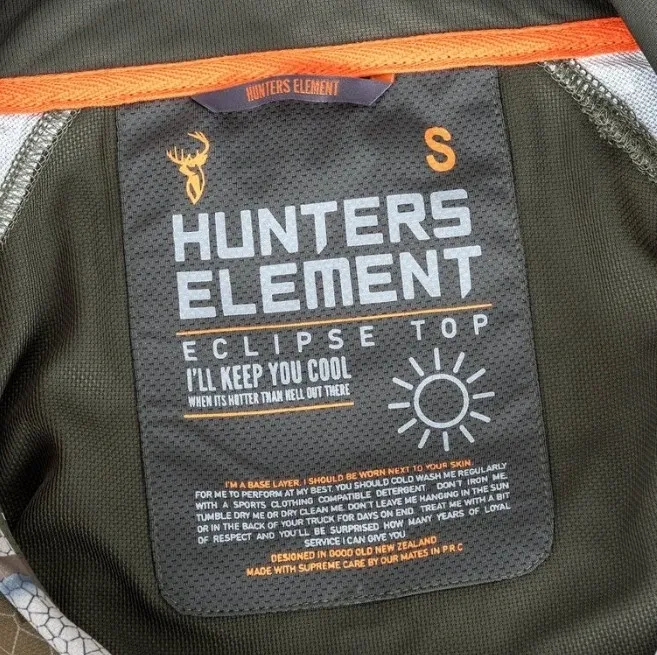 HUNTERS ELEMENT
S
HUNTERS
ELEMENT
ECLIPSE TOP
I'LL KEEP YOU COOL
WHEN ITS HOTTER THAN HELL OUT THERE
I'M A BASE LAYER. I SHOULD BE WORN NEXT TO YOUR SKIN.
FOR ME TO PERFORM AT MY BEST. YOU SHOULD COLD WASH ME REGULARLY
WITH A SPORTS CLOTHING COMPATIBLE DETERGENT. DON'T IRON ME,
TUMBLE DRY ME OR DRY CLEAN ME. DON'T LEAVE ME HANGING IN THE SUN
OR IN THE BACK OF YOUR TRUCK FOR DAYS ON END. TREAT ME WITH A BIT
OF RESPECT AND YOU'LL BE SURPRISED HOW MANY YEARS OF LOYAL
SERVICE I CAN GIVE YOU
DESIGNED IN GOOD OLD NEW ZEALAND
MADE WITH SUPREME CARE BY OUR MATES IN P R C